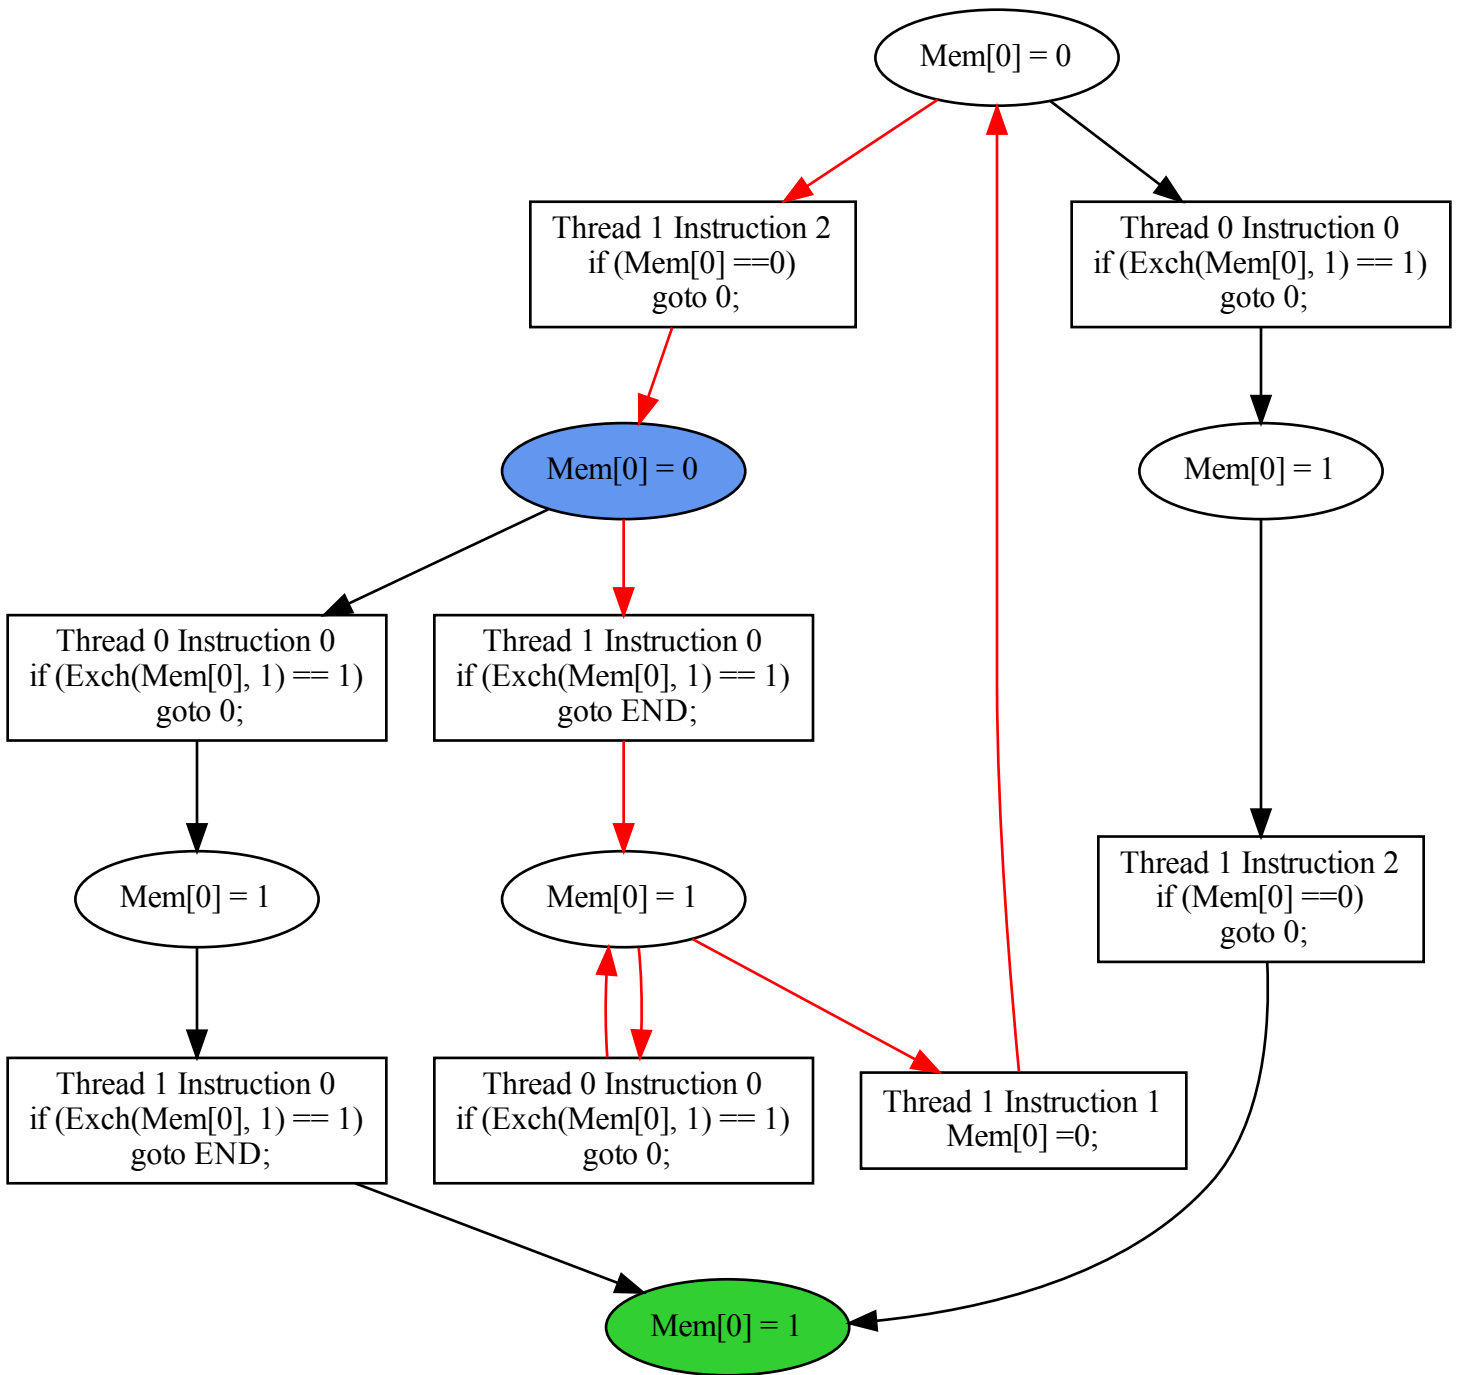 Mem[0] = 0
Thread 1 Instruction 2
if (Mem[0] ==0)
goto 0;
Thread 0 Instruction 0
if (Exch(Mem[0], 1) == 1)
goto 0;
Mem[0] = 0
Mem[0] = 1
Thread 0 Instruction 0
if (Exch(Mem[0], 1) == 1)
goto 0;
Thread 1 Instruction 0
if (Exch(Mem[0], 1) == 1)
goto END;
Mem[0] = 1
Mem[0] = 1
Thread 1 Instruction 2
if (Mem[0] ==0)
goto 0;
Thread 1 Instruction 0
if (Exch(Mem[0], 1) == 1)
goto END;
Thread 0 Instruction 0
if (Exch(Mem[0], 1) == 1)
goto 0;
Thread 1 Instruction 1
Mem[0] =0;
Mem[0] = 1